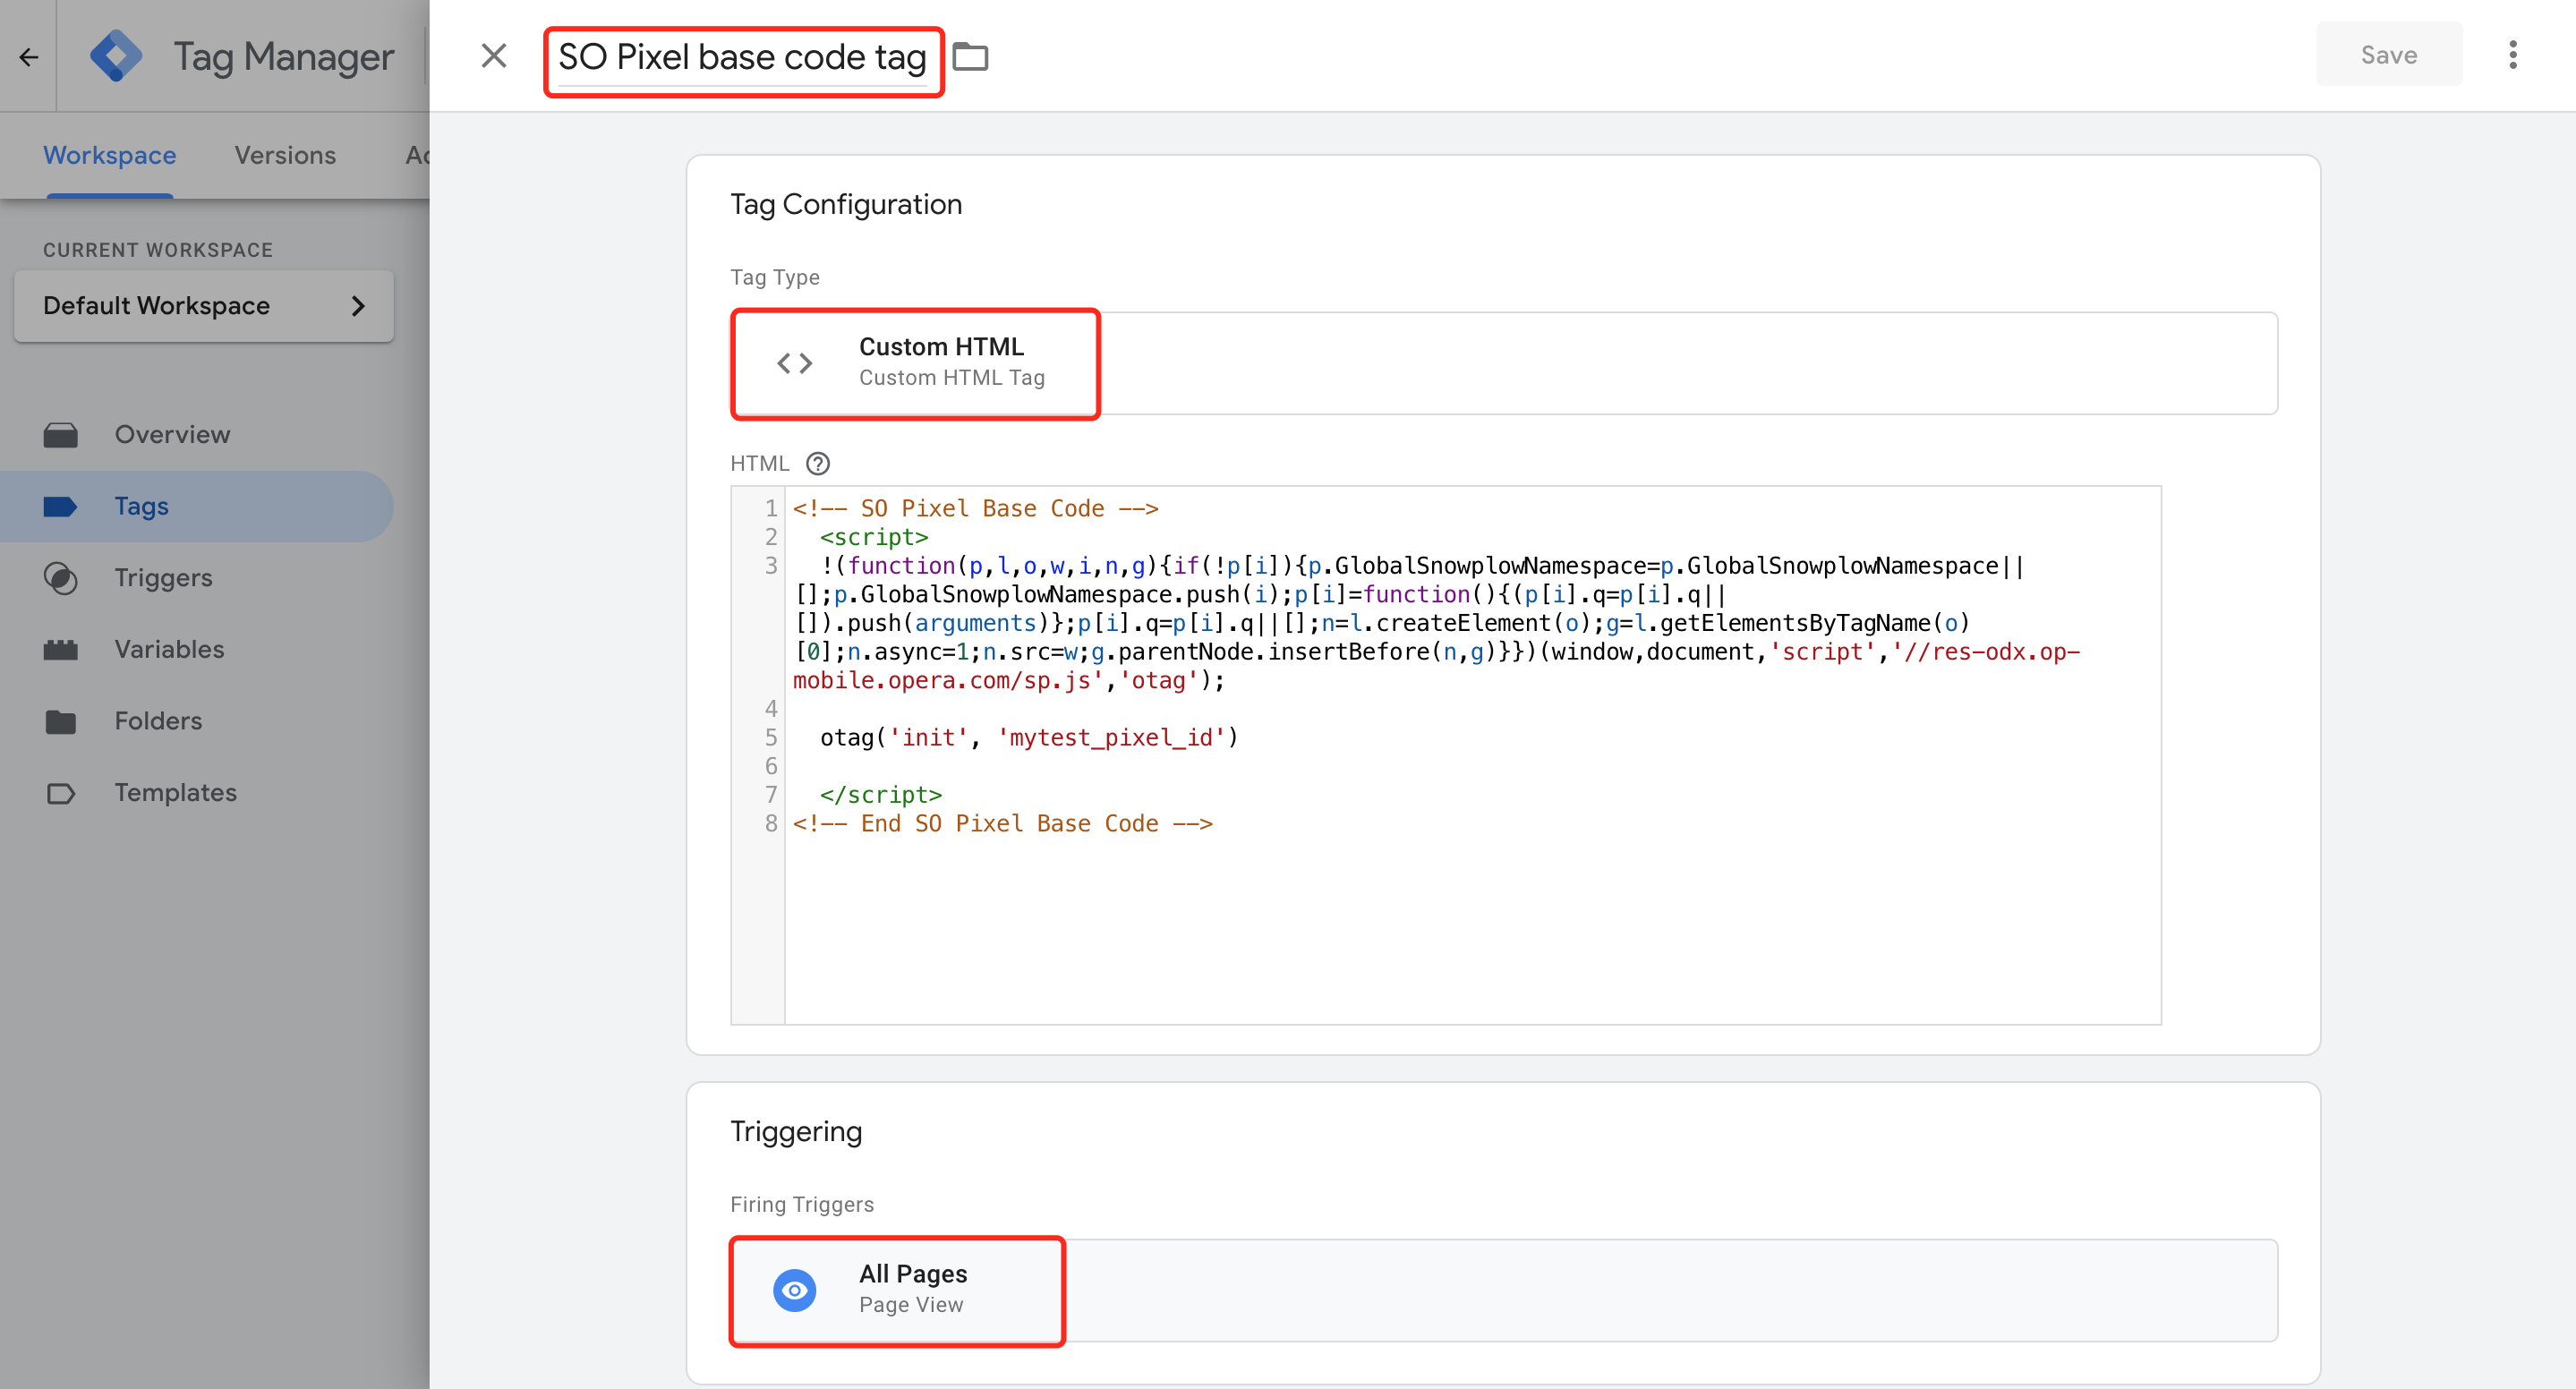 Tag Manager
SO Pixel base code tag
Save
Workspace
Versions
CURRENT WORKSPACE
Default Workspace
Overview
Tags
Triggers
Variables
Folders
Templates
Tag Configuration
Tag Type
Custom HTML
Custom HTML Tag
HTML
1 <!-- SO Pixel Base Code -->
2 <script>
3 !(function(p,l,o,w,i,n,g){if(!p[i]){p.GlobalSnowplowNamespace=p.GlobalSnowplowNamespace||
[];p.GlobalSnowplowNamespace.push(i);p[i]=function(){(p[i].q=p[i].q||
[]).push(arguments)};p[i].q=p[i].q||[];n=l.createElement(o);g=l.getElementsByTagName(o)
[0];n.async=1;n.src=w;g.parentNode.insertBefore(n,g)}})(window,document,'script','//res-odx.op-
mobile.opera.com/sp.js','otag');
4
5 otag('init', 'mytest_pixel_id')
6
7 </script>
8 <!-- End SO Pixel Base Code -->
Triggering
Firing Triggers
All Pages
Page View